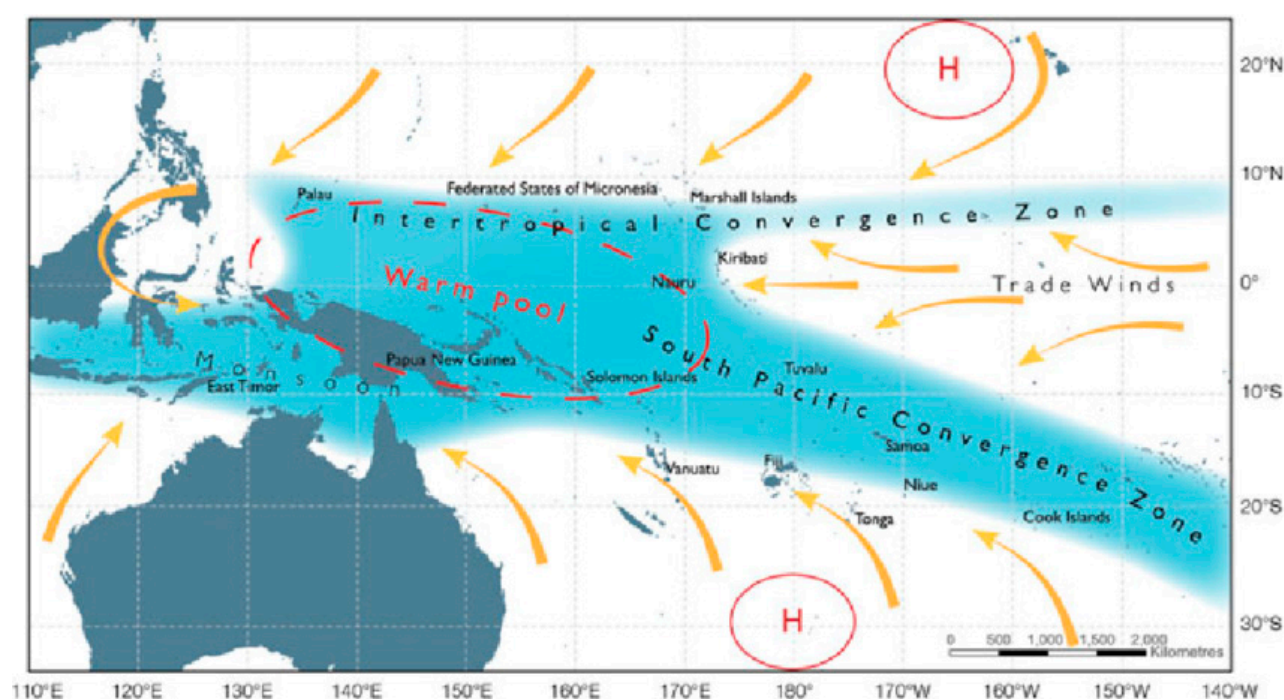 H
20°N
10°N
Palau
Federated States of Micronesia
Marshall Islands
Intertropical Convergence Zone
Kiribati
Warm pool
Nauru
Trade Winds
0°
Monsoon
East Timor
Papua New Guinea
Solomon Islands
South Pacific Convergence Zone
Tuvalu
10°S
Samoa
Vanuatu
Fiji
Niue
Tonga
Cook Islands
20°S
H
30°S
0 500 1,000 1,500 2,000
Kilometres
110°E 120°E 130°E 140°E 150°E 160°E 170°E 180° 170°W 160°W 150°W 140°W